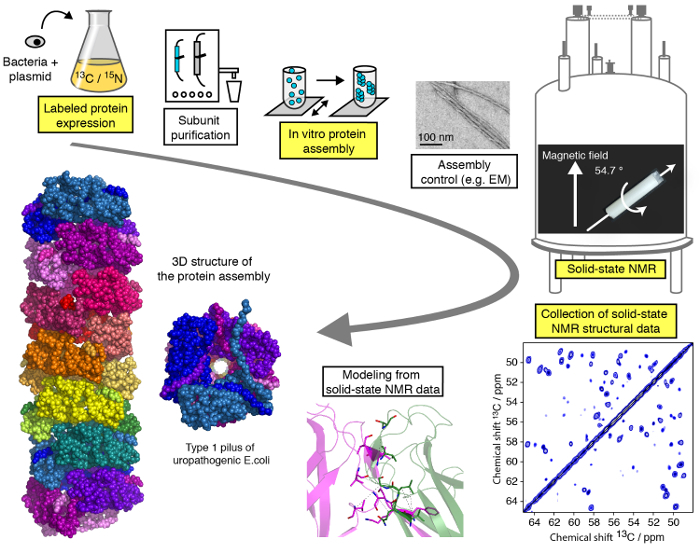 Bacteria +
plasmid
¹³C / ¹⁵N
Labeled protein
expression
Subunit
purification
In vitro protein
assembly
100 nm
Assembly
control (e.g. EM)
Magnetic field
54.7 °
Solid-state NMR
Collection of solid-state
NMR structural data
50
52
54
56
58
60
62
64
Chemical shift ¹³C / ppm
64 62 60 58 56 54 52 50
Chemical shift ¹³C / ppm
Modeling from
solid-state NMR data
3D structure of
the protein assembly
Type 1 pilus of
uropathogenic E.coli